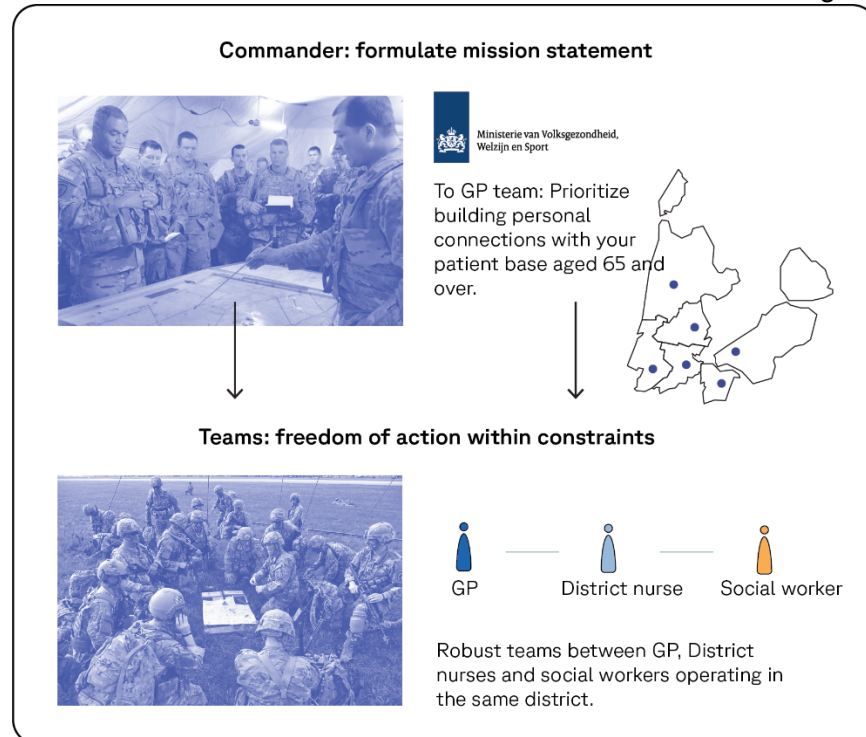 Commander: formulate mission statement
Ministerie van Volksgezondheid,
Welzijn en Sport
To GP team: Prioritize
building personal
connections with your
patient base aged 65 and
over.
Teams: freedom of action within constraints
GP
District nurse
Social worker
Robust teams between GP, District
nurses and social workers operating in
the same district.